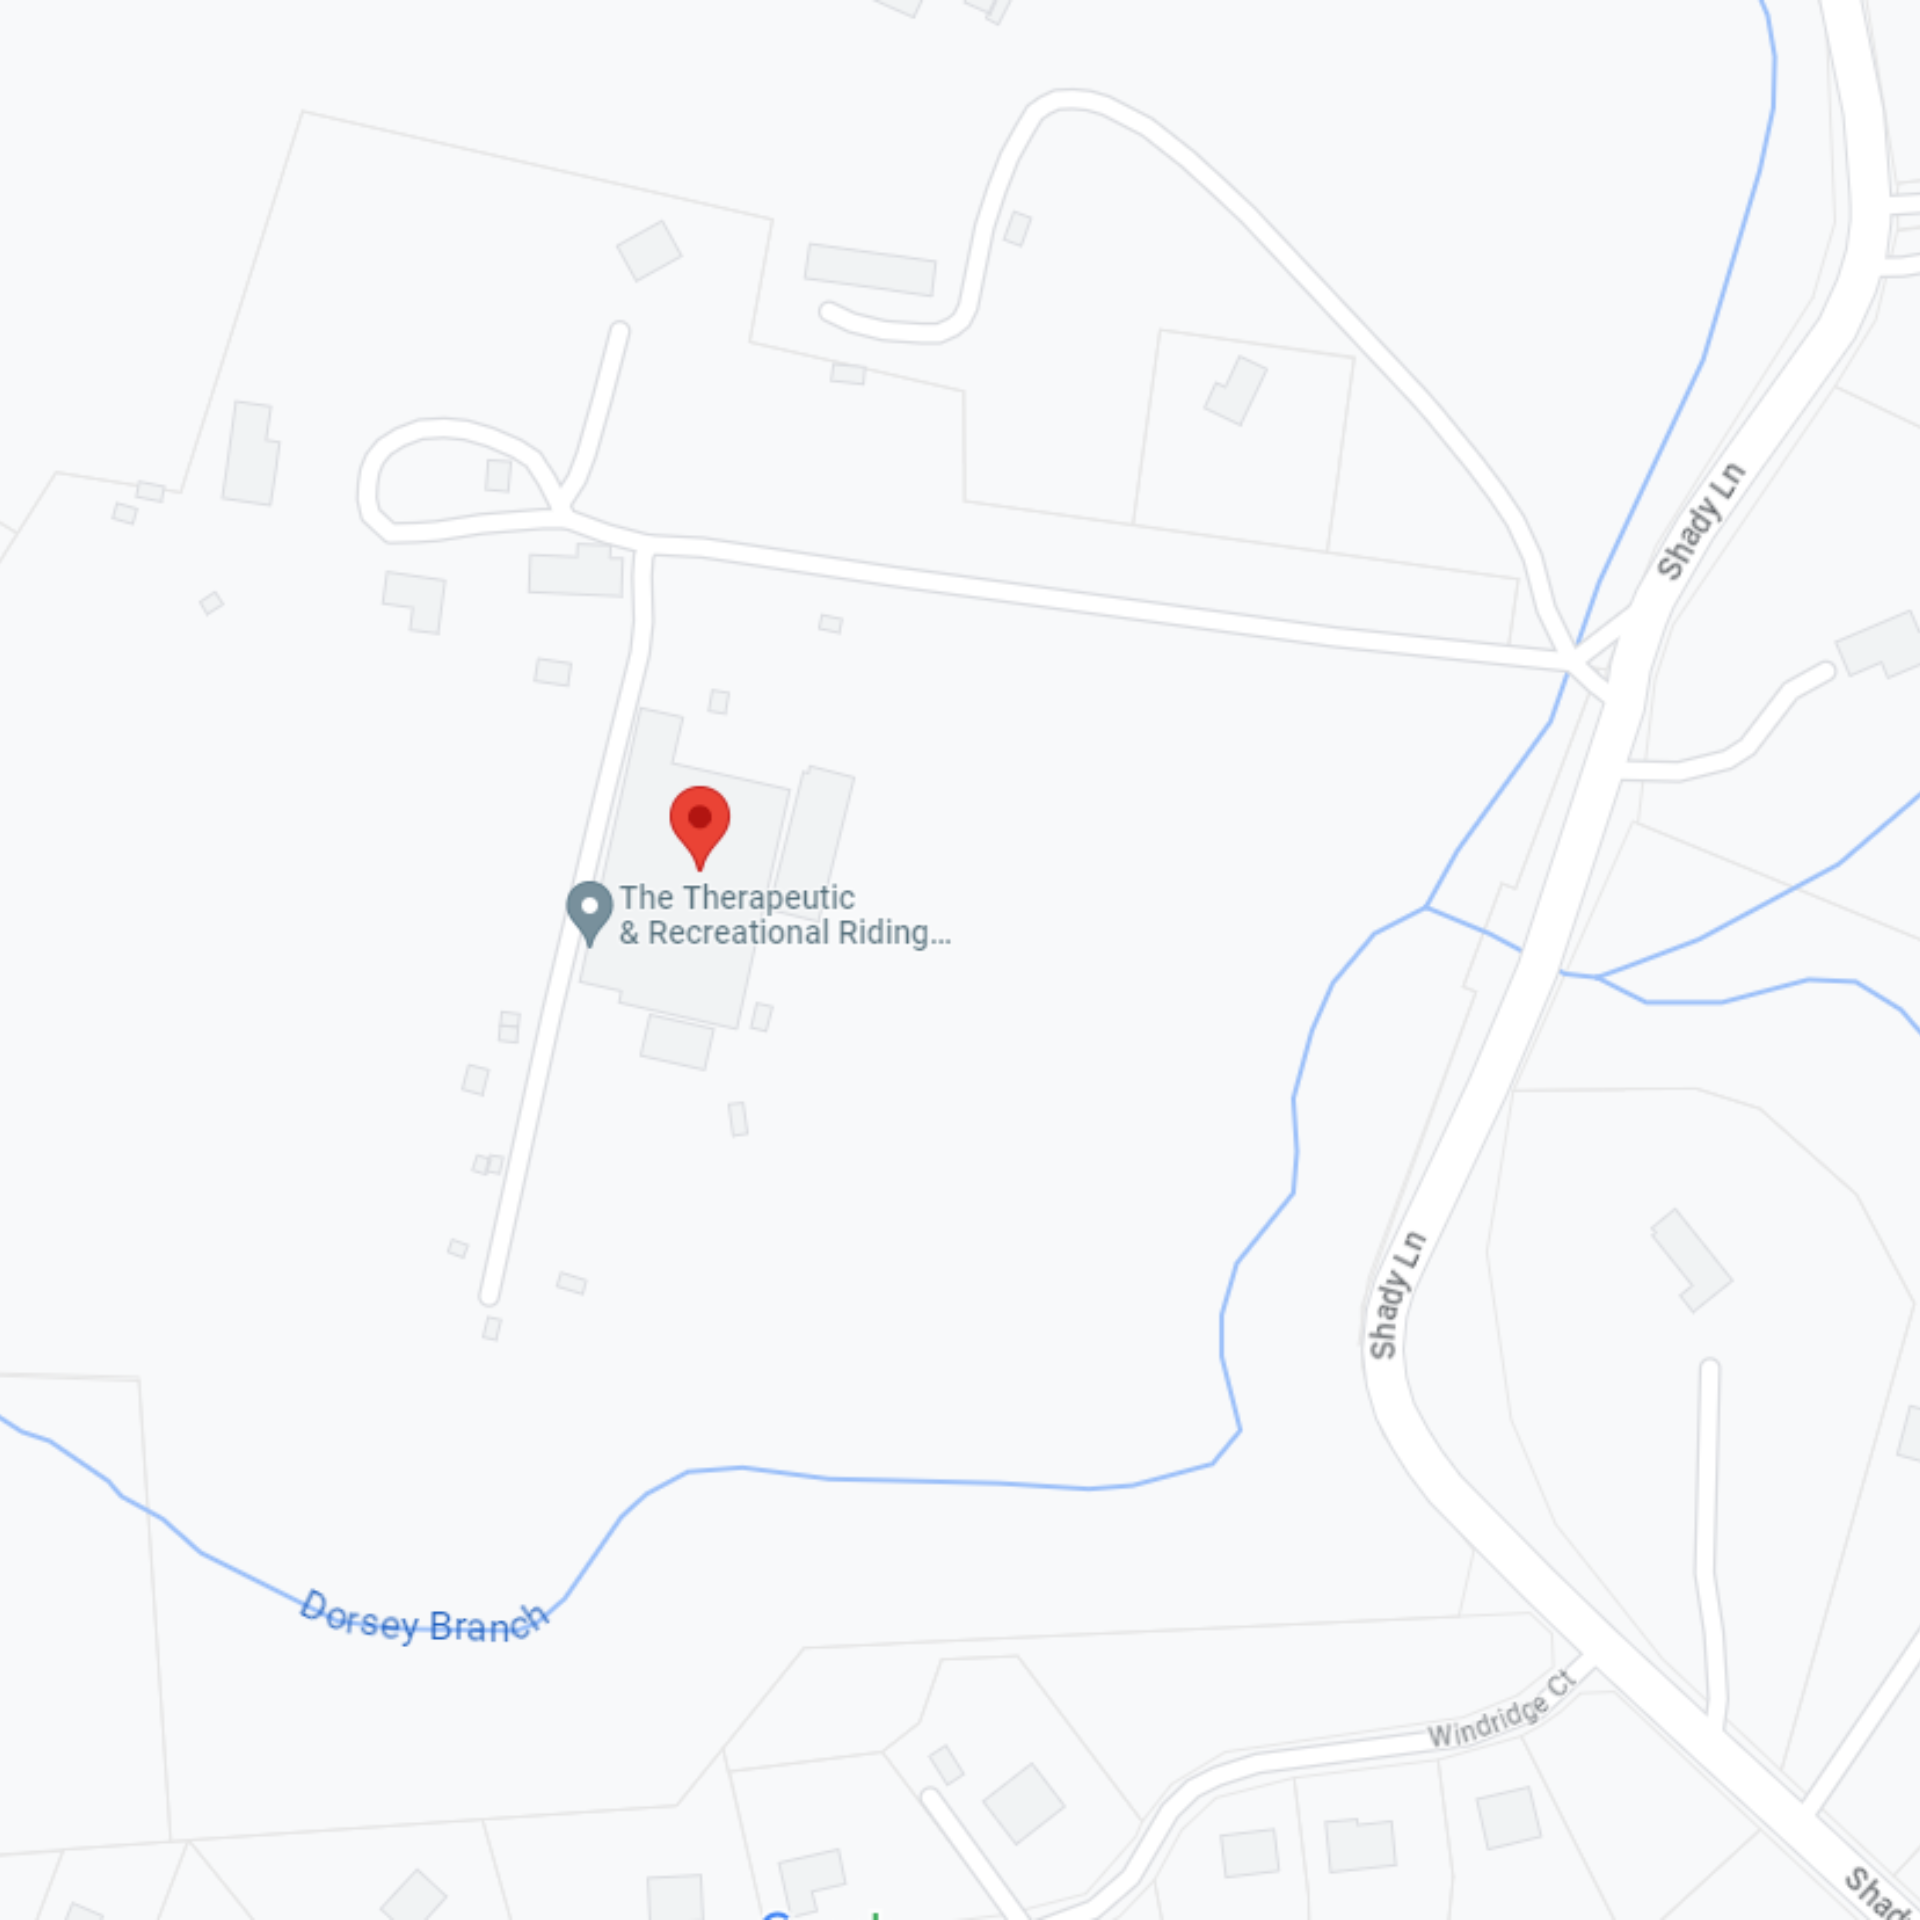 Shady Ln
The Therapeutic
& Recreational Riding...
Shady Ln
Dorsey Branch
Windridge Ct